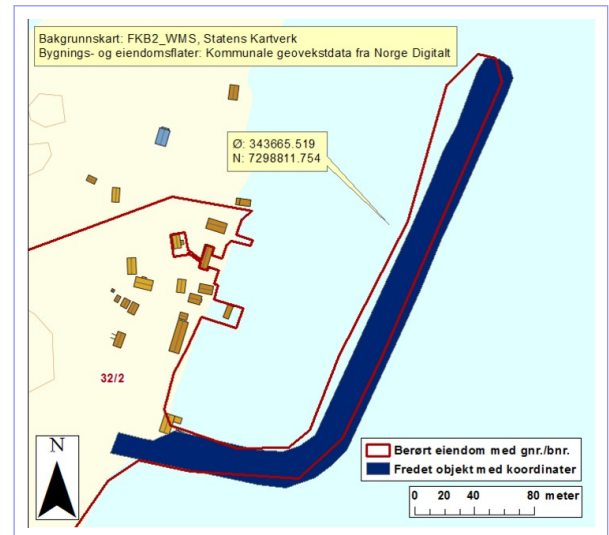 Bakgrunnskart: FKB2_WMS, Statens Kartverk
Bygnings- og eiendomsflater: Kommunale geovekstdata fra Norge Digitalt
Ø: 343665.519
N: 7298811.754
32/2
N
Berørt eiendom med gnr./bnr.
Fredet objekt med koordinater
0 20 40 80 meter